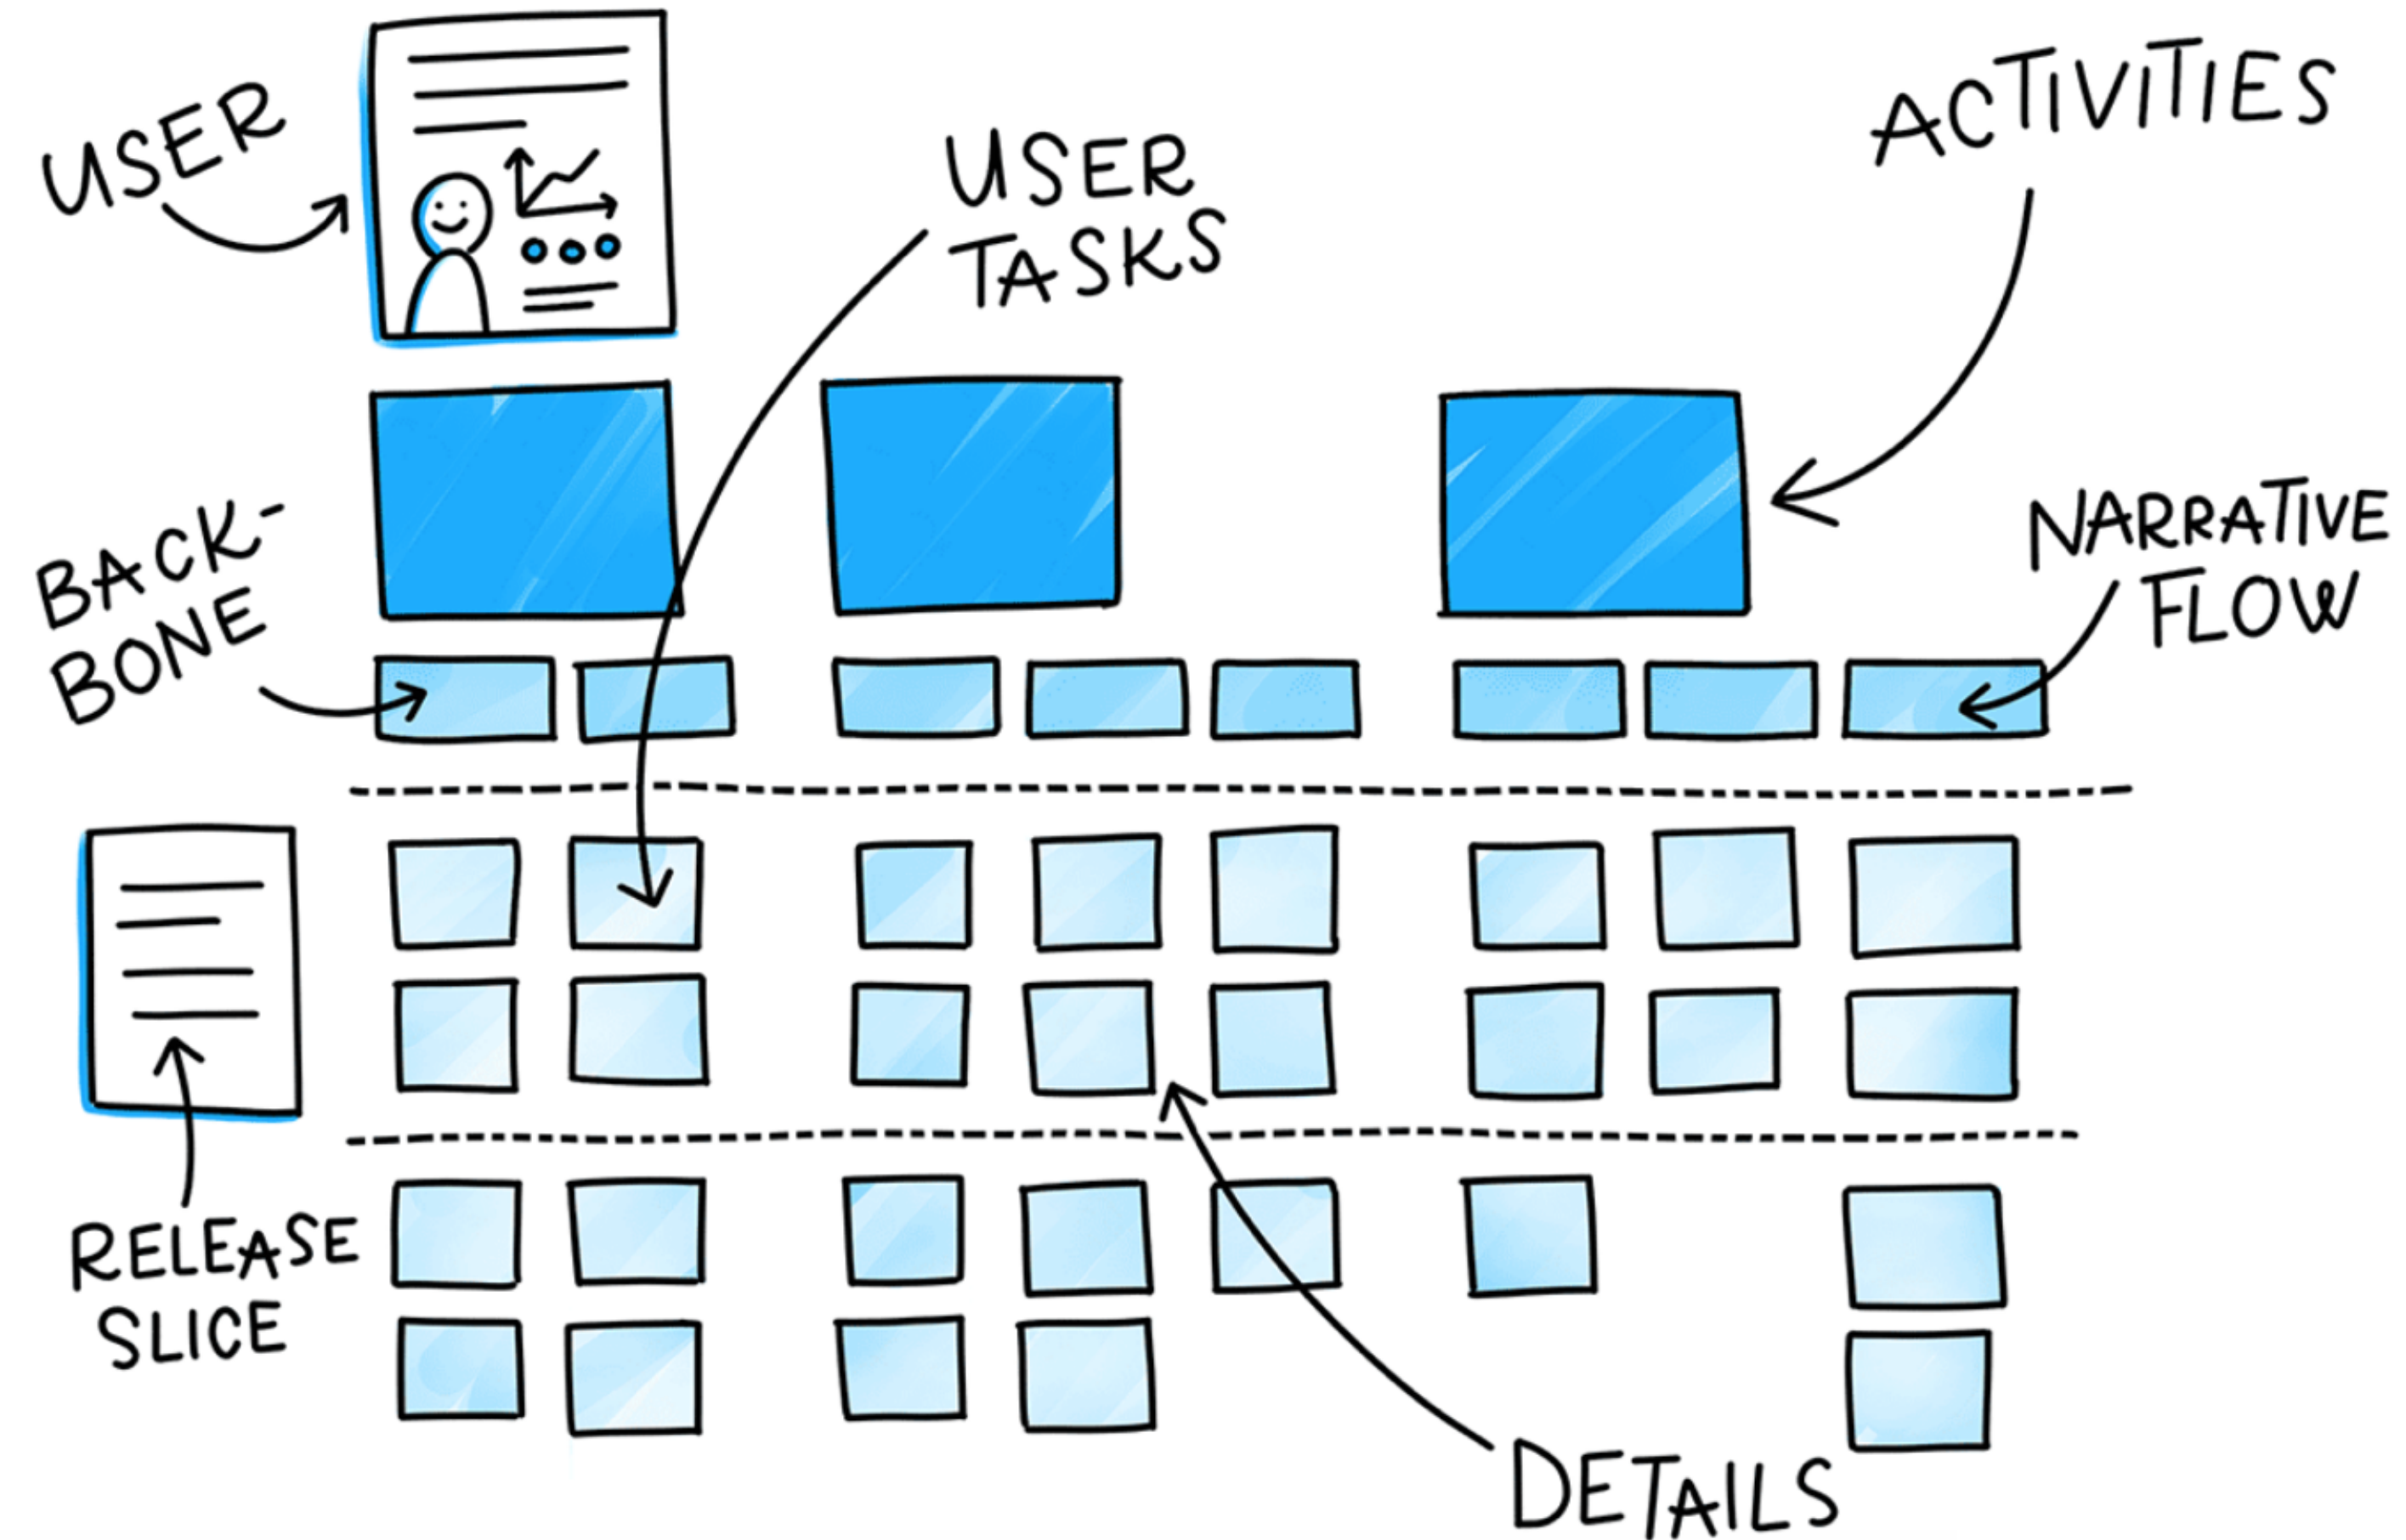 USER
USER
TASKS
ACTIVITIES
BACK-
BONE
NARRATIVE
FLOW
RELEASE
SLICE
DETAILS